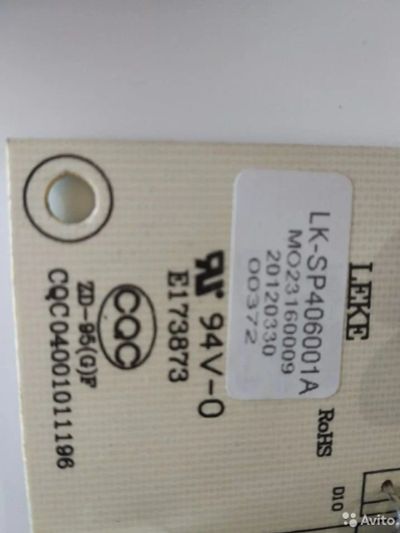 LEKE
LK-SP406001A
MO23160009
20120330
00372
RoHS
D10
94V-0
E173873
CQC
ZD-95(G)F
CQC04001011196
Avito